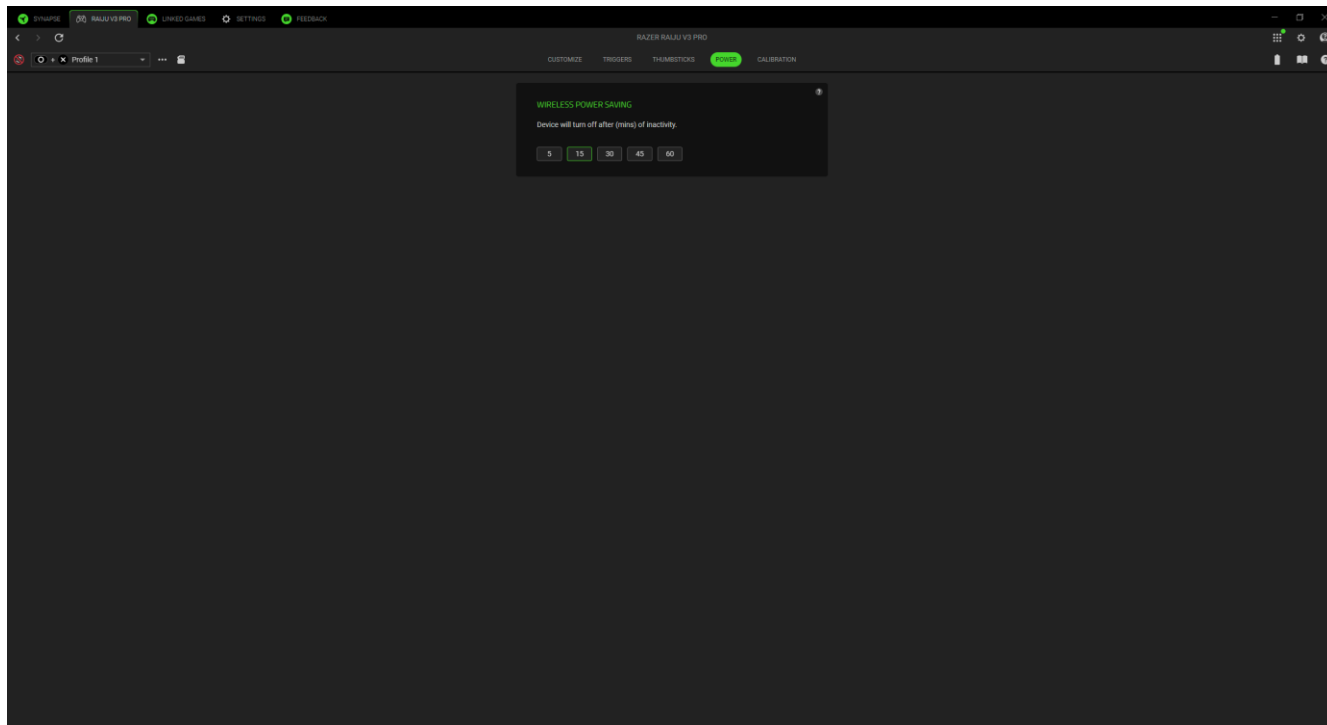 SYNAPSE RAIJU V3 PRO LINKED GAMES SETTINGS FEEDBACK
RAZER RAIJU V3 PRO
+ Profile 1
CUSTOMIZE TRIGGERS THUMBSTICKS POWER CALIBRATION
WIRELESS POWER SAVING
Device will turn off after (mins) of inactivity.
5 15 30 45 60